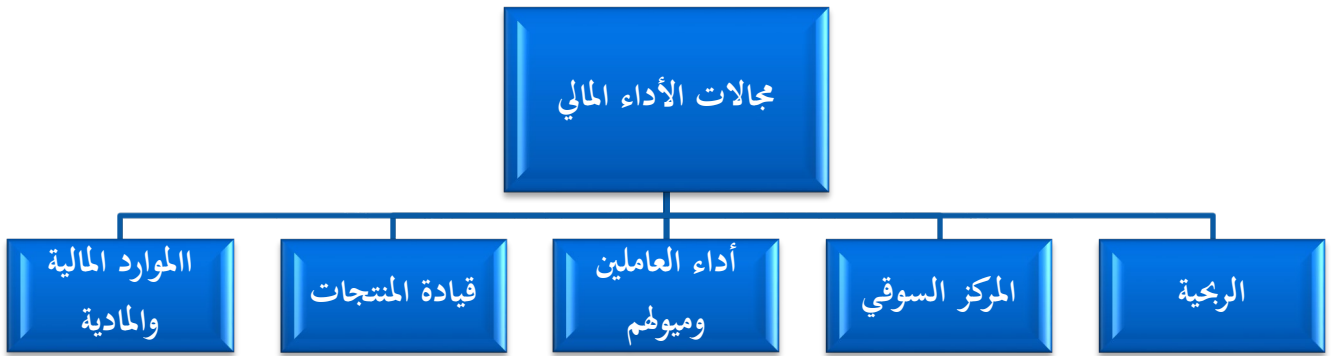 مجالات الأداء المالي
الربحية
المركز السوقي
أداء العاملين
وميولهم
قيادة المنتجات
االموارد المالية
والمادية